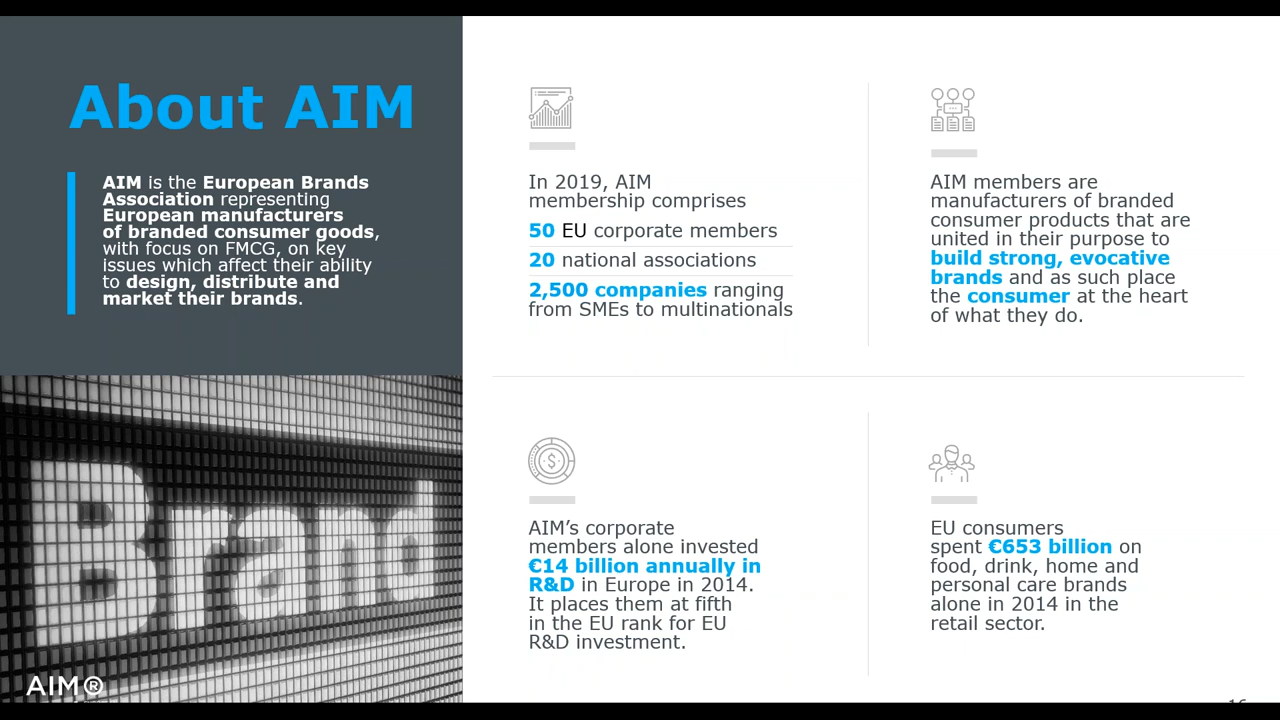 About AIM
AIM is the European Brands
Association representing
European manufacturers
of branded consumer goods,
with focus on FMCG, on key
issues which affect their ability
to design, distribute and
market their brands.
Brand
AIM®
In 2019, AIM
membership comprises
50 EU corporate members
20 national associations
2,500 companies ranging
from SMEs to multinationals
AIM members are
manufacturers of branded
consumer products that are
united in their purpose to
build strong, evocative
brands and as such place
the consumer at the heart
of what they do.
$
AIM’s corporate
members alone invested
€14 billion annually in
R&D in Europe in 2014.
It places them at fifth
in the EU rank for EU
R&D investment.
EU consumers
spent €653 billion on
food, drink, home and
personal care brands
alone in 2014 in the
retail sector.